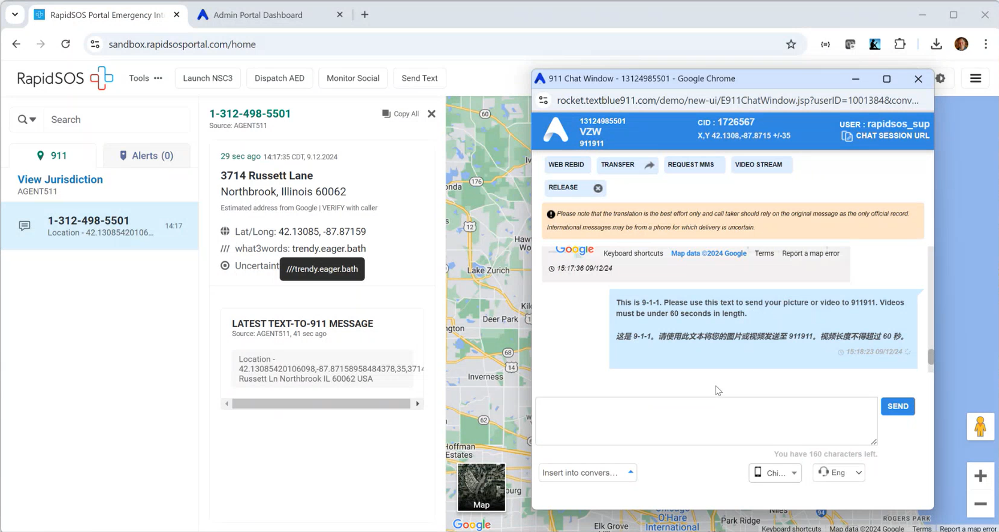 RapidSOS Portal Emergency Int
Admin Portal Dashboard
sandbox.rapidsosportal.com/home
RapidSOS
Tools
Launch NSC3
Dispatch AED
Monitor Social
Send Text
Search
911
Alerts (0)
View Jurisdiction
AGENT511
1-312-498-5501
14:17
Location - 42.13085420106...
1-312-498-5501
Copy All
Source: AGENT511
29 sec ago 14:17:35 CDT, 9.12.2024
3714 Russett Lane
Northbrook, Illinois 60062
Estimated address from Google | VERIFY with caller
Lat/Long: 42.13085, -87.87159
/// what3words: trendy.eager.bath
Uncertaint
///trendy.eager.bath
LATEST TEXT-TO-911 MESSAGE
Source: AGENT511, 41 sec ago
Location -
42.13085420106098,-87.87158958484378,35,3714
Russett Ln Northbrook IL 60062 USA
60
176
12
Lake Zurich
Deer Park
68
14
Inverness
62
Hoffman
Estates
Map
Google
911 Chat Window - 13124985501 - Google Chrome
rocket.textblue911.com/demo/new-ui/E911ChatWindow.jsp?userID=1001384&conv...
13124985501
VZW
911911
CID : 1726567
X,Y 42.1308,-87.8715 +/-35
USER : rapidsos_sup
CHAT SESSION URL
WEB REBID
TRANSFER
REQUEST MMS
VIDEO STREAM
RELEASE
Please note that the translation is the best effort only and call taker should rely on the original message as the only official record.
International messages may be from a phone for which delivery is uncertain.
Google
Keyboard shortcuts
Map data ©2024 Google
Terms
Report a map error
15:17:36 09/12/24
This is 9-1-1. Please use this text to send your picture or video to 911911. Videos
must be under 60 seconds in length.
这是 9-1-1。请使用此文本将您的图片或视频发送至 911911。视频长度不得超过 60 秒。
15:18:23 09/12/24
SEND
You have 160 characters left.
Insert into convers...
Chi...
Eng
Elk Grove
Chicago
O'Hare
International
94
Niles
Park Ridge
ROGERS PARK
Keyboard shortcuts
Map data ©2024 Google
Terms
Report a map error